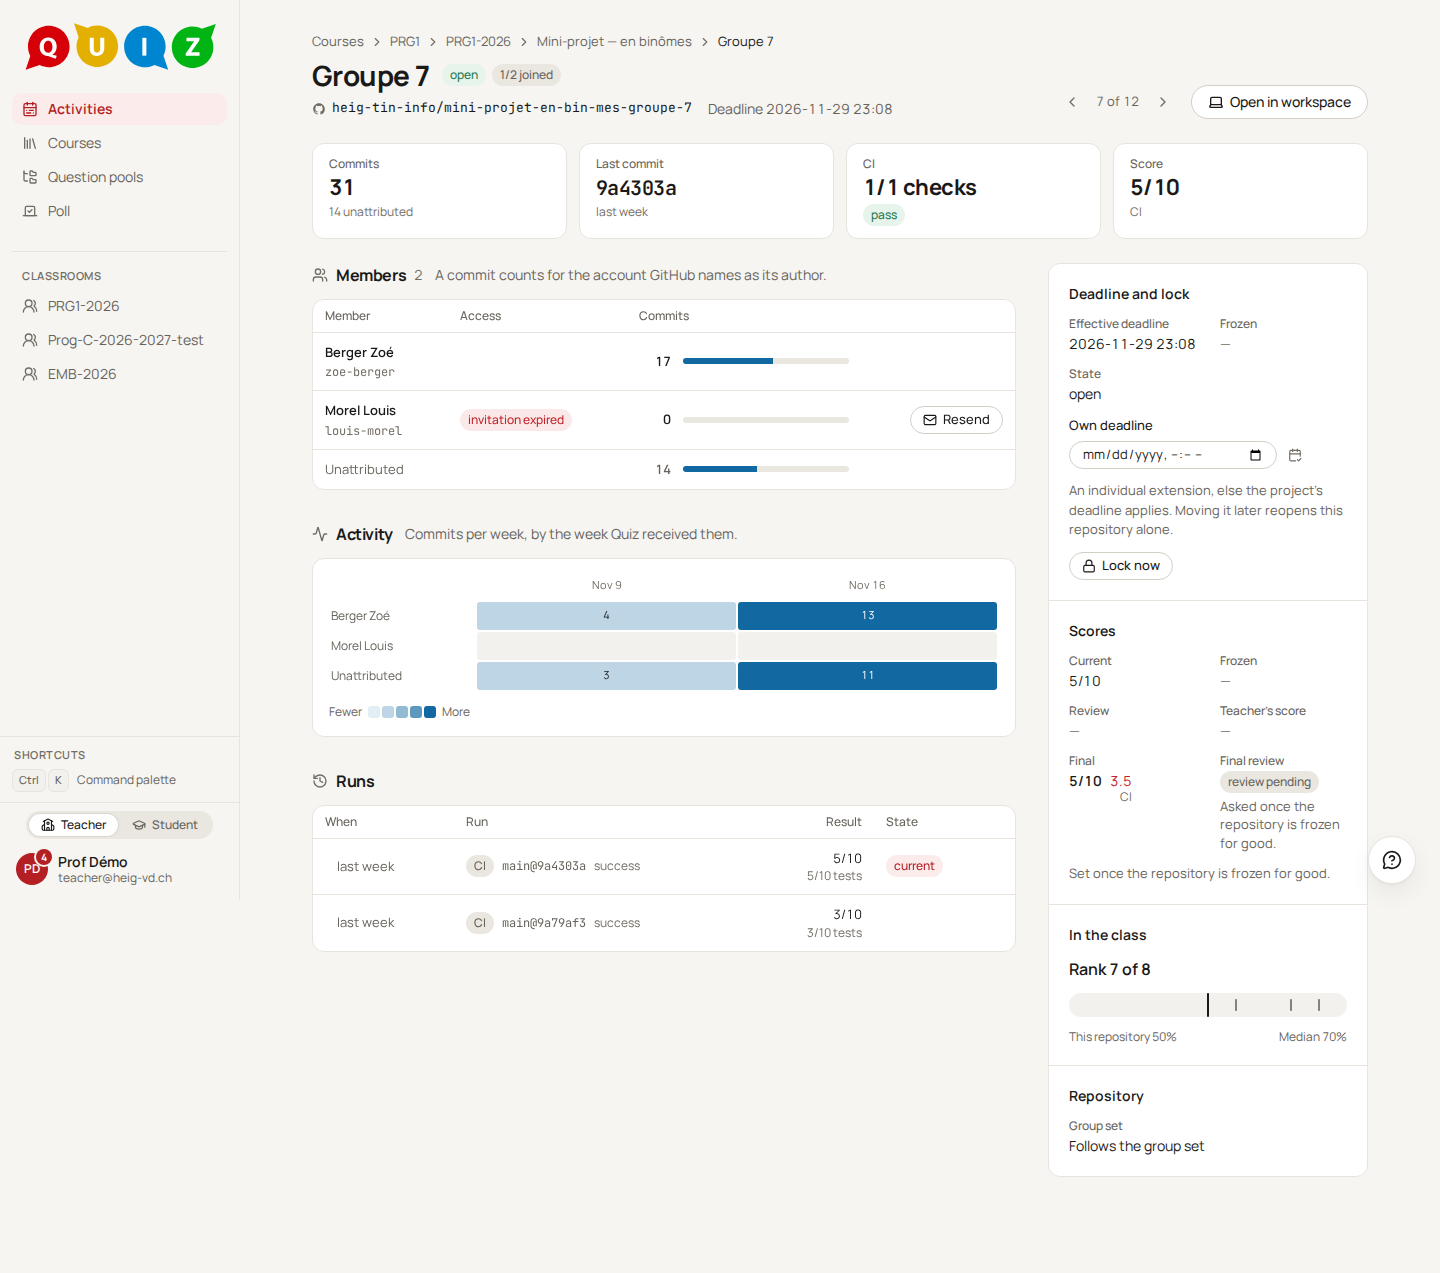 QUIZ
Activities
Courses
Question pools
Poll
CLASSROOMS
PRG1-2026
Prog-C-2026-2027-test
EMB-2026
SHORTCUTS
Ctrl K Command palette
Teacher Student
PD 4 Prof Démo
teacher@heig-vd.ch
Courses > PRG1 > PRG1-2026 > Mini-projet — en binômes > Groupe 7
Groupe 7 open 1/2 joined
heig-tin-info/mini-projet-en-bin-mes-groupe-7 Deadline 2026-11-29 23:08
7 of 12 Open in workspace
Commits
31
14 unattributed
Last commit
9a4303a
last week
CI
1/1 checks
pass
Score
5/10
CI
Members 2 A commit counts for the account GitHub names as its author.
Member Access Commits
Berger Zoé
zoe-berger
17
Morel Louis
louis-morel
invitation expired 0 Resend
Unattributed 14
Activity Commits per week, by the week Quiz received them.
Nov 9 Nov 16
Berger Zoé 4 13
Morel Louis
Unattributed 3 11
Fewer More
Runs
When Run Result State
last week CI main@9a4303a success 5/10 current
5/10 tests
last week CI main@9a79af3 success 3/10
3/10 tests
Deadline and lock
Effective deadline Frozen
2026-11-29 23:08 —
State
open
Own deadline
mm/dd/yyyy, --:-- --
An individual extension, else the project's
deadline applies. Moving it later reopens this
repository alone.
Lock now
Scores
Current Frozen
5/10 —
Review Teacher's score
— —
Final Final review
5/10 3.5 review pending
CI
Asked once the
repository is frozen
for good.
Set once the repository is frozen for good.
In the class
Rank 7 of 8
This repository 50% Median 70%
Repository
Group set
Follows the group set